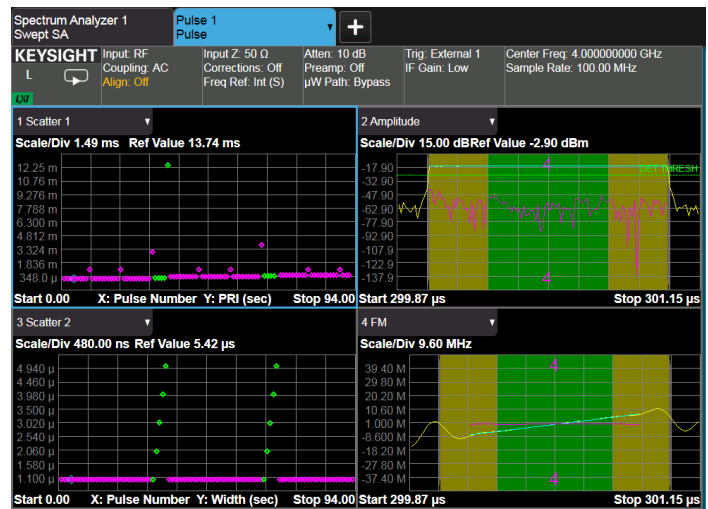 Spectrum Analyzer 1
Swept SA
Pulse 1
Pulse
KEYSIGHT
L
LXI
Input: RF
Coupling: AC
Align: Off
Input Z: 50 Ω
Corrections: Off
Freq Ref: Int (S)
Atten: 10 dB
Preamp: Off
µW Path: Bypass
Trig: External 1
IF Gain: Low
Center Freq: 4.000000000 GHz
Sample Rate: 100.00 MHz
1 Scatter 1
Scale/Div 1.49 ms Ref Value 13.74 ms
12.25 m
10.76 m
9.276 m
7.788 m
6.300 m
4.812 m
3.324 m
1.836 m
348.0 µ
Start 0.00 X: Pulse Number Y: PRI (sec) Stop 94.00
2 Amplitude
Scale/Div 15.00 dB Ref Value -2.90 dBm
4
DET THRESH
-17.90
-32.90
-47.90
-62.90
-77.90
-92.90
-107.9
-122.9
-137.9
4
Start 299.87 µs Stop 301.15 µs
3 Scatter 2
Scale/Div 480.00 ns Ref Value 5.42 µs
4.940 µ
4.460 µ
3.980 µ
3.500 µ
3.020 µ
2.540 µ
2.060 µ
1.580 µ
1.100 µ
Start 0.00 X: Pulse Number Y: Width (sec) Stop 94.00
4 FM
Scale/Div 9.60 MHz
4
39.40 M
29.80 M
20.20 M
10.60 M
1.000 M
-8.600 M
-18.20 M
-27.80 M
-37.40 M
4
Start 299.87 µs Stop 301.15 µs